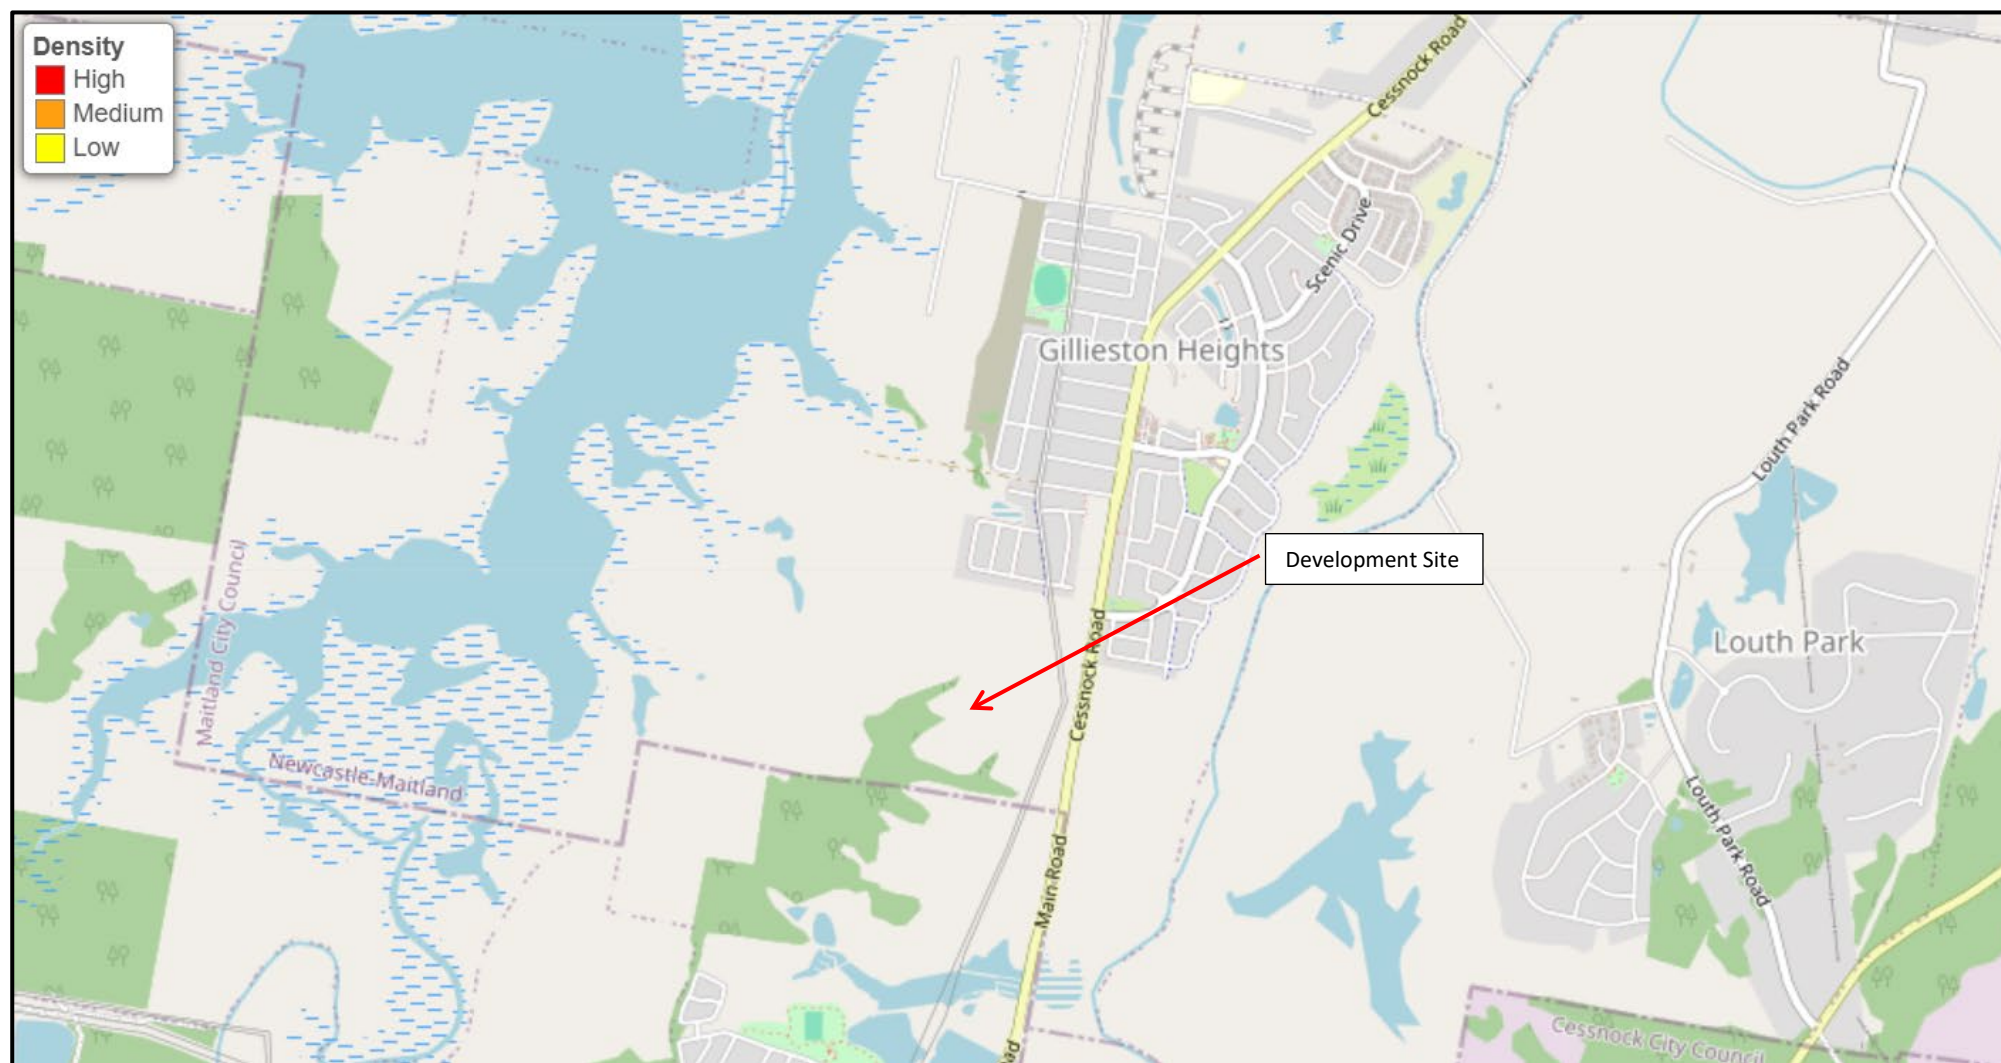 Density
High
Medium
Low
Cessnock Road
Scenic Drive
Gillieston Heights
Louth Park Road
Development Site
Maitland City Council
Cessnock Road
Louth Park
Newcastle-Maitland
Louth Park Road
Main Road
Cessnock City Council
ad